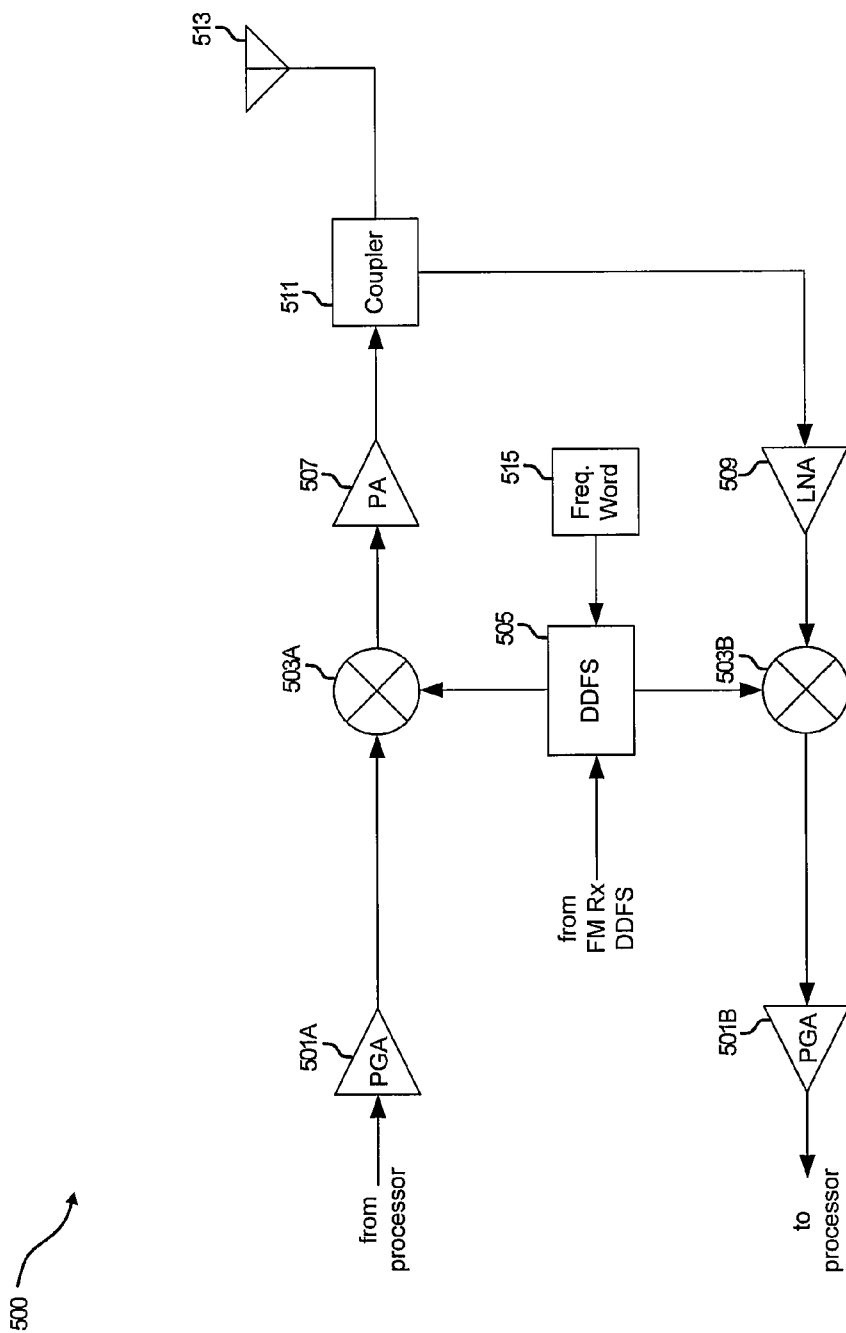 500
513
511
Coupler
507
PA
503A
501A
PGA
from
processor
515
Freq.
Word
505
DDFS
from
FM Rx
DDFS
509
LNA
503B
501B
PGA
to
processor